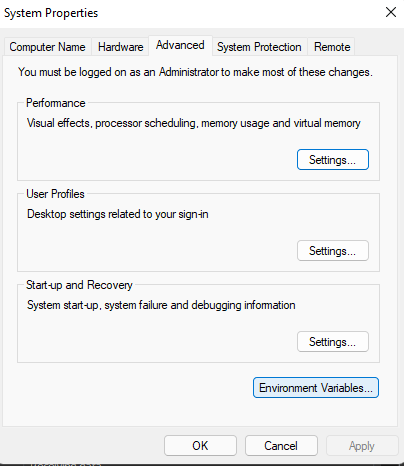 System Properties
Computer Name Hardware Advanced System Protection Remote
You must be logged on as an Administrator to make most of these changes.
Performance
Visual effects, processor scheduling, memory usage and virtual memory
Settings...
User Profiles
Desktop settings related to your sign-in
Settings...
Start-up and Recovery
System start-up, system failure and debugging information
Settings...
Environment Variables...
OK Cancel Apply